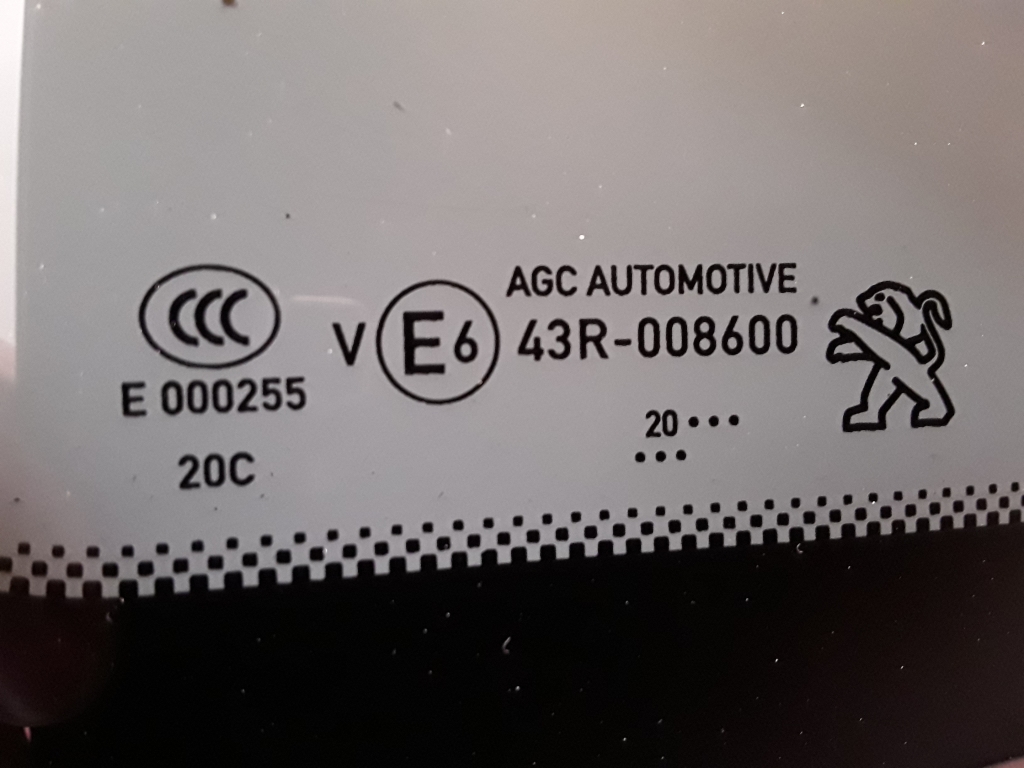 CCC
E 000255
20C
V E6
AGC AUTOMOTIVE
43R-008600
20•••
•••